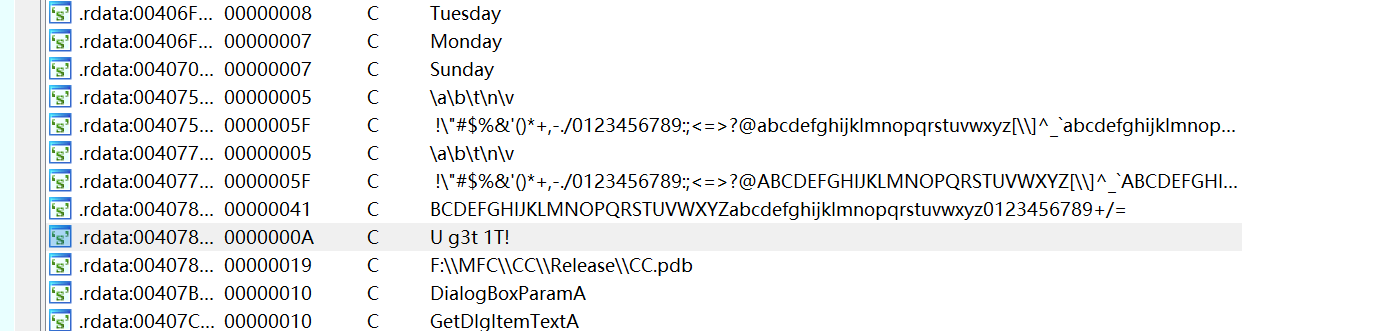 .rdata:00406F... 00000008 C Tuesday
.rdata:00406F... 00000007 C Monday
.rdata:004070... 00000007 C Sunday
.rdata:004075... 00000005 C \a\b\t\n\v
.rdata:004075... 0000005F C !\"#$%&'()*+,-./0123456789:;<=>?@abcdefghijklmnopqrstuvwxyz[\\]^_`abcdefghijklmnop...
.rdata:004077... 00000005 C \a\b\t\n\v
.rdata:004077... 0000005F C !\"#$%&'()*+,-./0123456789:;<=>?@ABCDEFGHIJKLMNOPQRSTUVWXYZ[\\]^_`ABCDEFGHI...
.rdata:004078... 00000041 C BCDEFGHIJKLMNOPQRSTUVWXYZabcdefghijklmnopqrstuvwxyz0123456789+/=
.rdata:004078... 0000000A C U g3t 1T!
.rdata:004078... 00000019 C F:\\MFC\\CC\\Release\\CC.pdb
.rdata:00407B... 00000010 C DialogBoxParamA
.rdata:00407C... 00000010 C GetDlgItemTextA